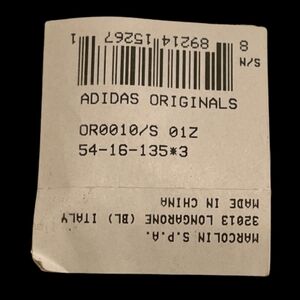 8 89214 15267 1
S/N
ADIDAS ORIGINALS
OR0010/S 01Z
54-16-135*3
MARCOLIN S.P.A.
32013 LONGARONE (BL) ITALY
MADE IN CHINA